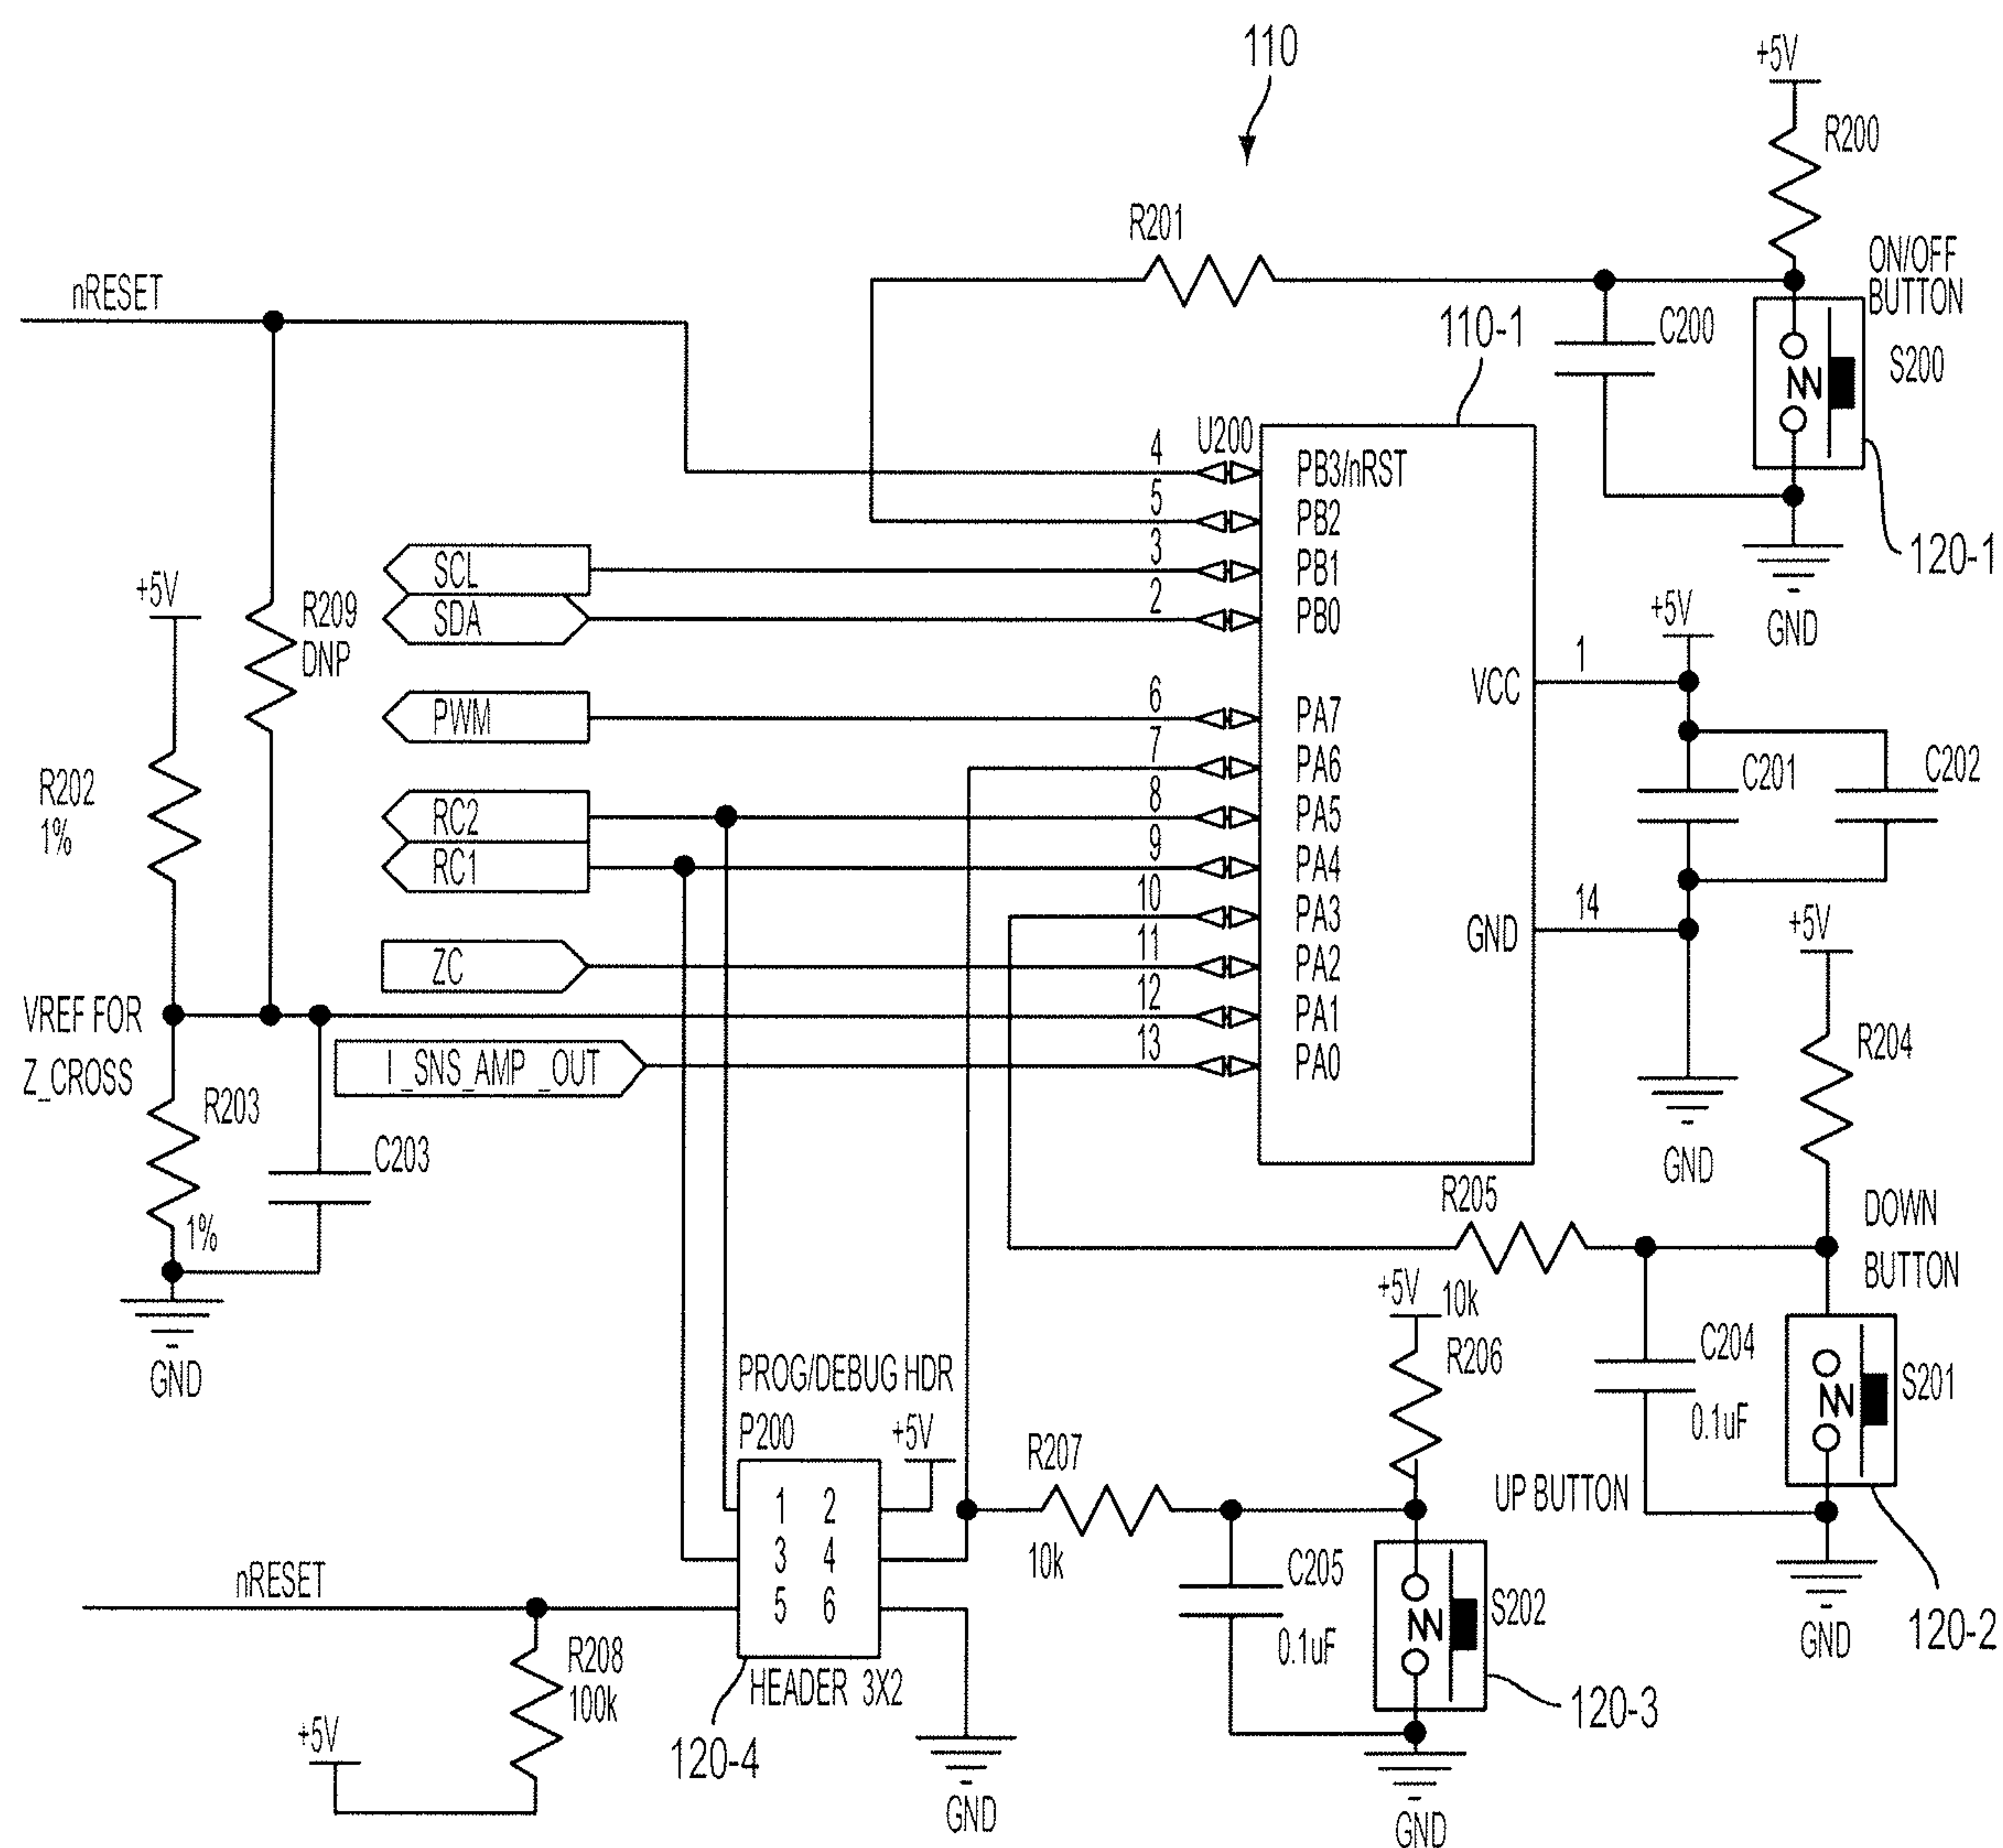 110
+5V
R200
R201
ON/OFF
BUTTON
nRESET
110-1
C200
S200
U200
4
PB3/nRST
5
PB2
3
SCL
PB1
2
SDA
PB0
120-1
GND
+5V
R209
DNP
+5V
1
VCC
6
PWM
PA7
7
PA6
R202
1%
C201
C202
8
RC2
PA5
9
RC1
PA4
10
PA3
14
GND
+5V
11
ZC
PA2
VREF FOR
Z_CROSS
12
PA1
13
I_SNS_AMP_OUT
PA0
R204
R203
1%
C203
GND
R205
10k
DOWN
BUTTON
GND
+5V
R206
C204
0.1uF
S201
PROG/DEBUG HDR
P200
+5V
R207
10k
UP BUTTON
1 2
3 4
5 6
nRESET
C205
0.1uF
S202
GND
120-2
R208
100k
HEADER 3X2
120-3
+5V
120-4
GND
GND